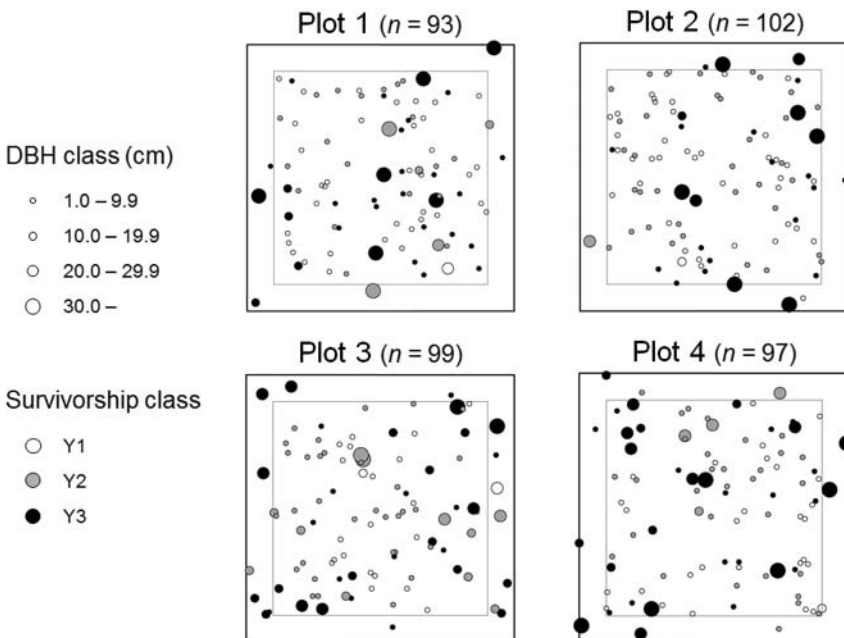 Plot 1 (n = 93)
Plot 2 (n = 102)
DBH class (cm)
1.0 – 9.9
10.0 – 19.9
20.0 – 29.9
30.0 –
Plot 3 (n = 99)
Plot 4 (n = 97)
Survivorship class
Y1
Y2
Y3